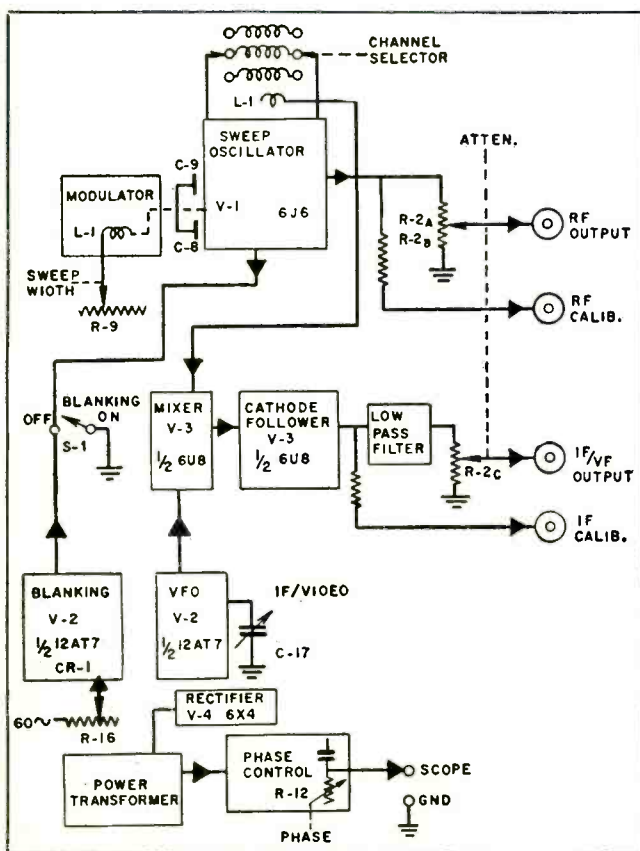 CHANNEL
SELECTOR
L-1
SWEEP
OSCILLATOR
ATTEN.
C-9
MODULATOR
V-1
6J6
L-1
C-8
R-2A
R-2B
RF
OUTPUT
SWEEP
WIDTH
R-9
RF
CALIB.
BLANKING
OFF
ON
S-1
MIXER
V-3
1/2 6U8
CATHODE
FOLLOWER
V-3
1/2 6U8
LOW
PASS
FILTER
R-2C
IF/VF
OUTPUT
IF
CALIB.
BLANKING
V-2
1/2 12AT7
CR-1
VFO
V-2
1/2 12AT7
IF/VIDEO
C-17
60~
R-16
RECTIFIER
V-4 6X4
POWER
TRANSFORMER
PHASE
CONTROL
R-12
SCOPE
GND
PHASE